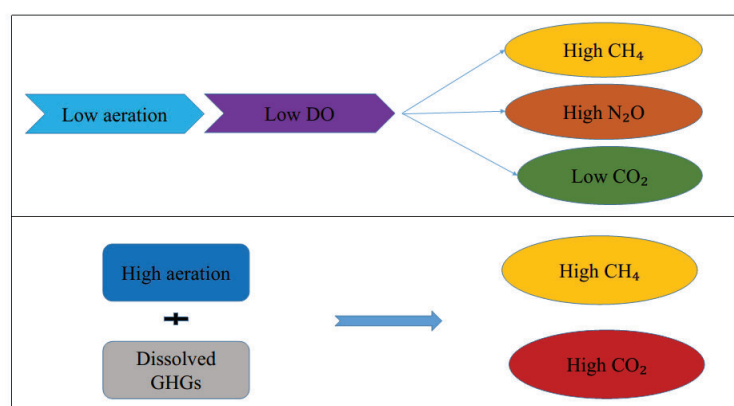 High CH₄
Low aeration
Low DO
High N₂O
Low CO₂
High aeration
+
Dissolved
GHGs
High CH₄
High CO₂